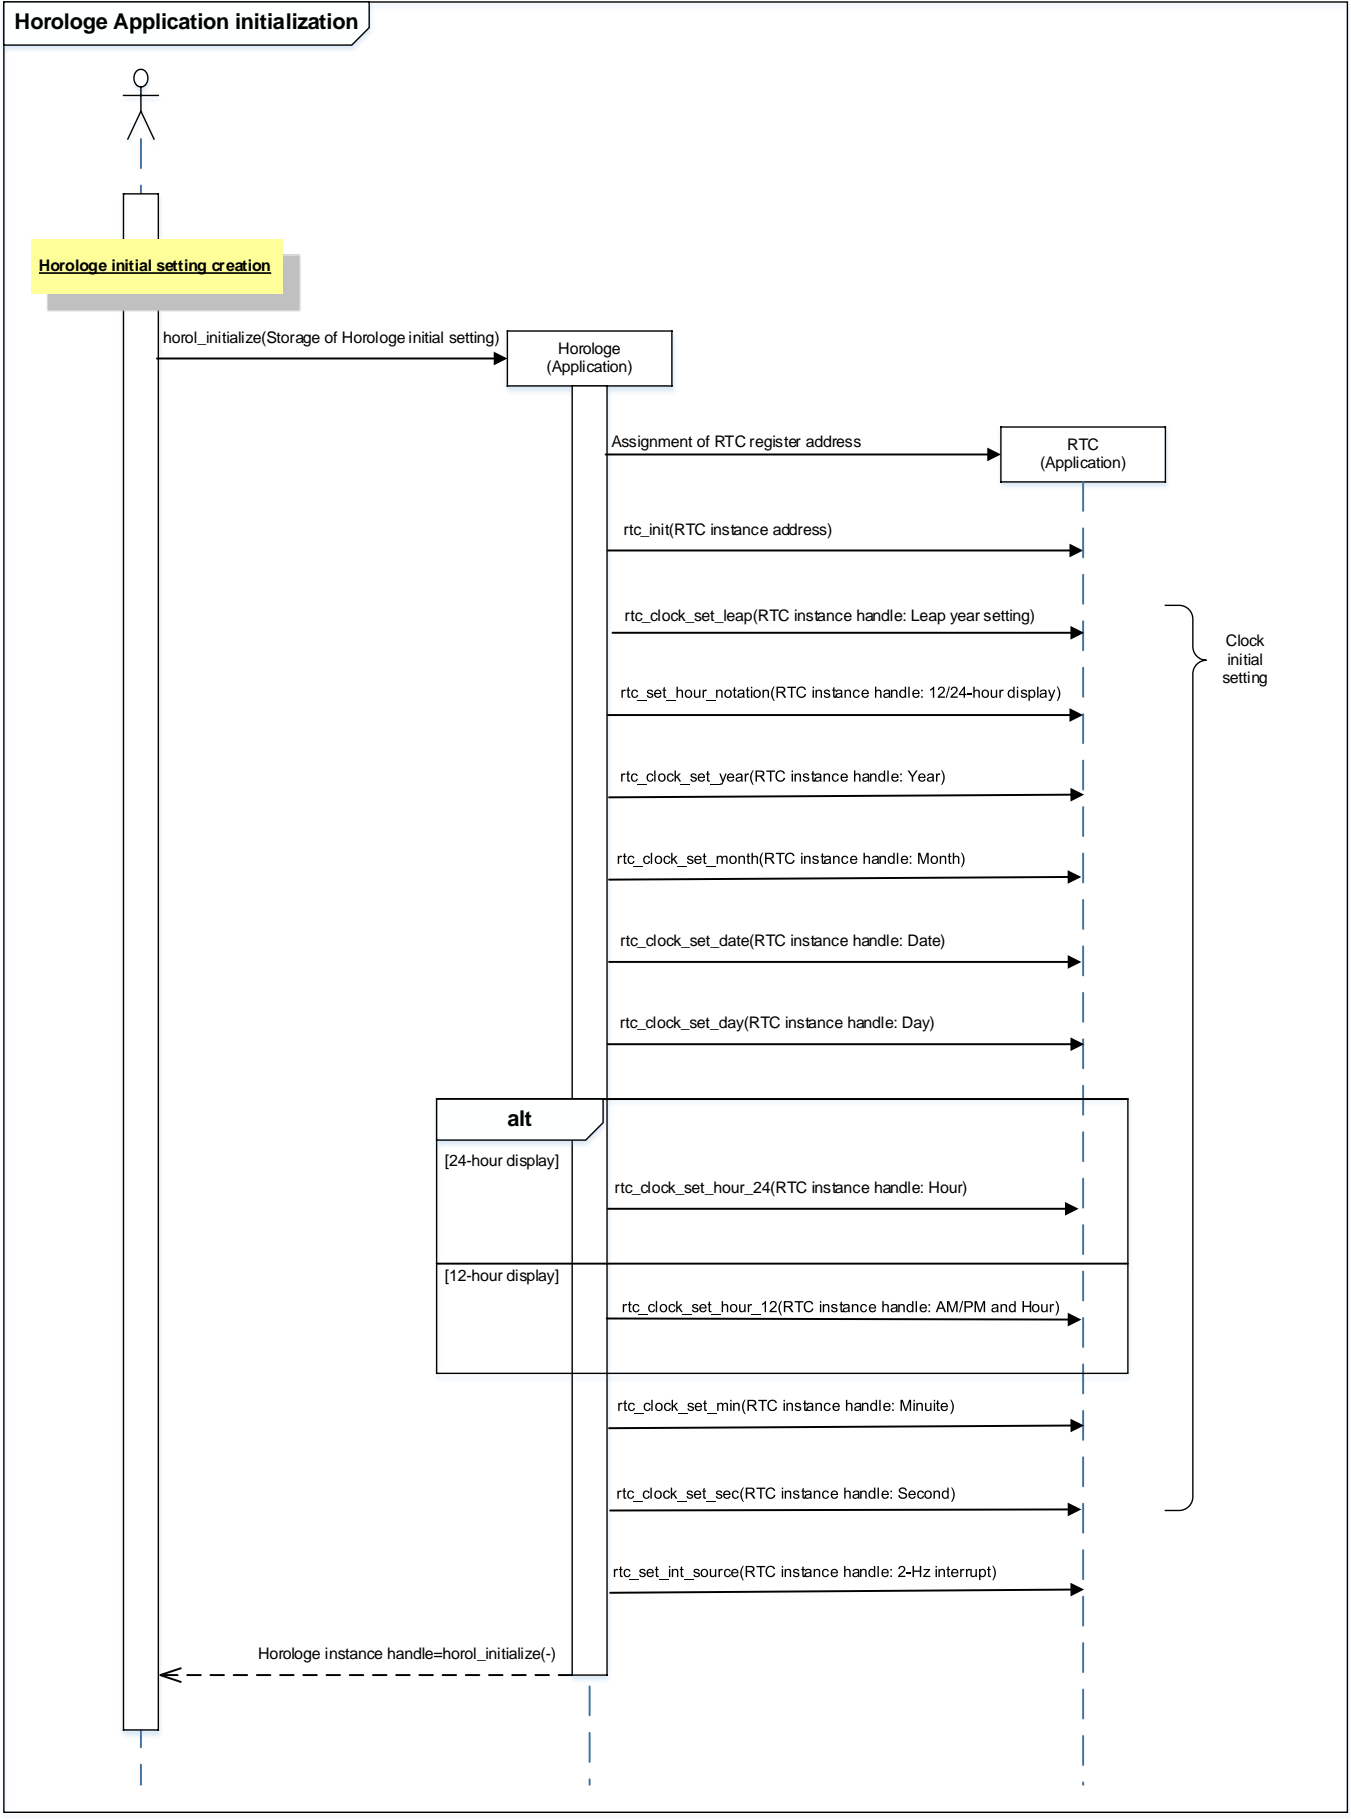 Horologe Application initialization
Horologe initial setting creation
horol_initialize(Storage of Horologe initial setting)
Horologe
(Application)
Assignment of RTC register address
RTC
(Application)
rtc_init(RTC instance address)
rtc_clock_set_leap(RTC instance handle: Leap year setting)
Clock
initial
setting
rtc_set_hour_notation(RTC instance handle: 12/24-hour display)
rtc_clock_set_year(RTC instance handle: Year)
rtc_clock_set_month(RTC instance handle: Month)
rtc_clock_set_date(RTC instance handle: Date)
rtc_clock_set_day(RTC instance handle: Day)
alt
[24-hour display]
rtc_clock_set_hour_24(RTC instance handle: Hour)
[12-hour display]
rtc_clock_set_hour_12(RTC instance handle: AM/PM and Hour)
rtc_clock_set_min(RTC instance handle: Minuite)
rtc_clock_set_sec(RTC instance handle: Second)
rtc_set_int_source(RTC instance handle: 2-Hz interrupt)
Horologe instance handle=horol_initialize(-)